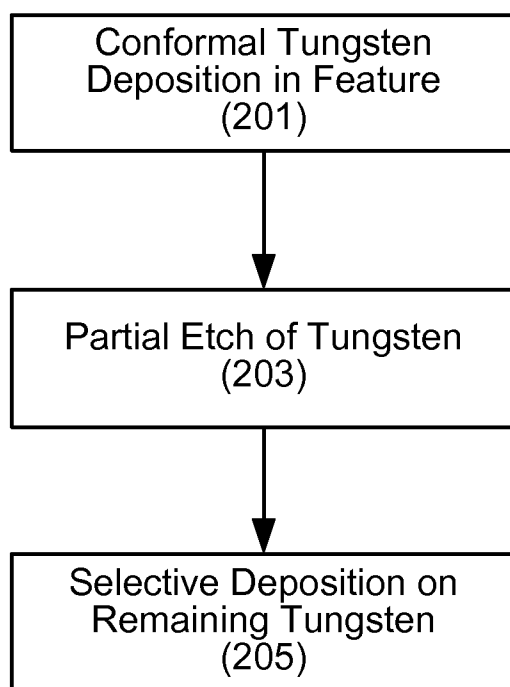 Conformal Tungsten
Deposition in Feature
(201)
Partial Etch of Tungsten
(203)
Selective Deposition on
Remaining Tungsten
(205)